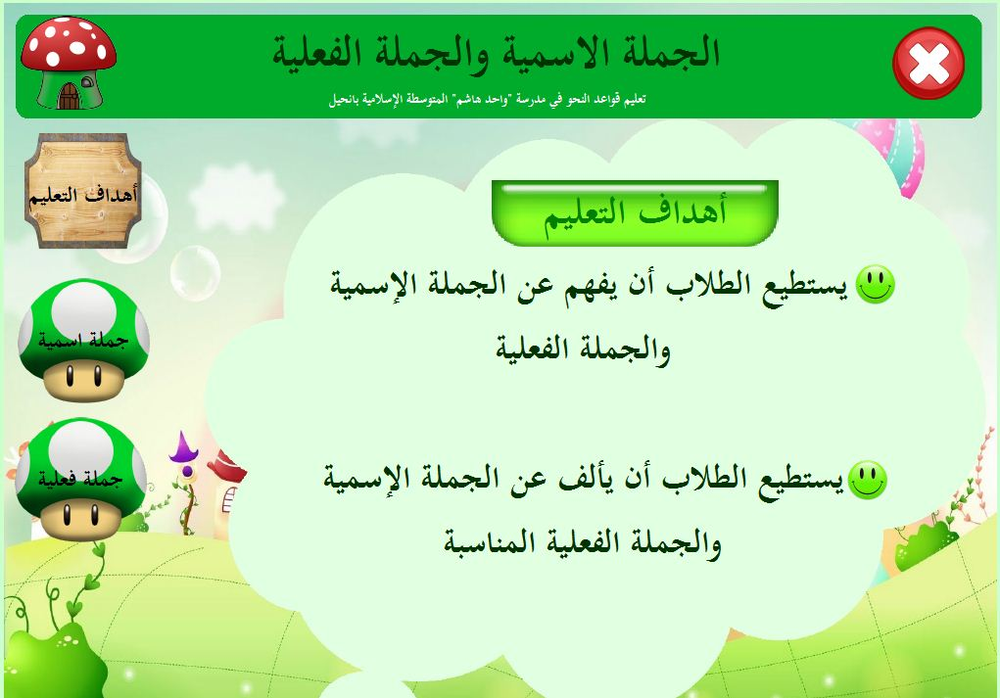 الجملة الاسمية والجملة الفعلية
تعليم قواعد النحو في مدرسة "واحد هاشم" المتوسطة الإسلامية بانجيل
أهداف التعليم
جملة اسمية
جملة فعلية
أهداف التعليم
يستطيع الطلاب أن يفهم عن الجملة الإسمية
والجملة الفعلية
يستطيع الطلاب أن يألف عن الجملة الإسمية
والجملة الفعلية المناسبة